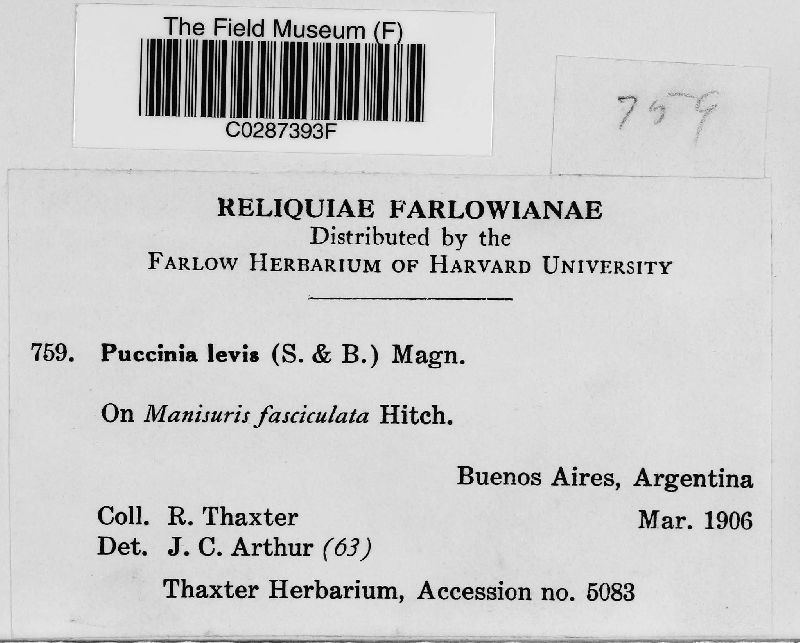 The Field Museum (F)
C0287393F
759
RELIQUIAE FARLOWIANAE
Distributed by the
FARLOW HERBARIUM OF HARVARD UNIVERSITY
759. Puccinia levis (S. & B.) Magn.
On Manisuris fasciculata Hitch.
Buenos Aires, Argentina
Coll. R. Thaxter Mar. 1906
Det. J. C. Arthur (63)
Thaxter Herbarium, Accession no. 5083